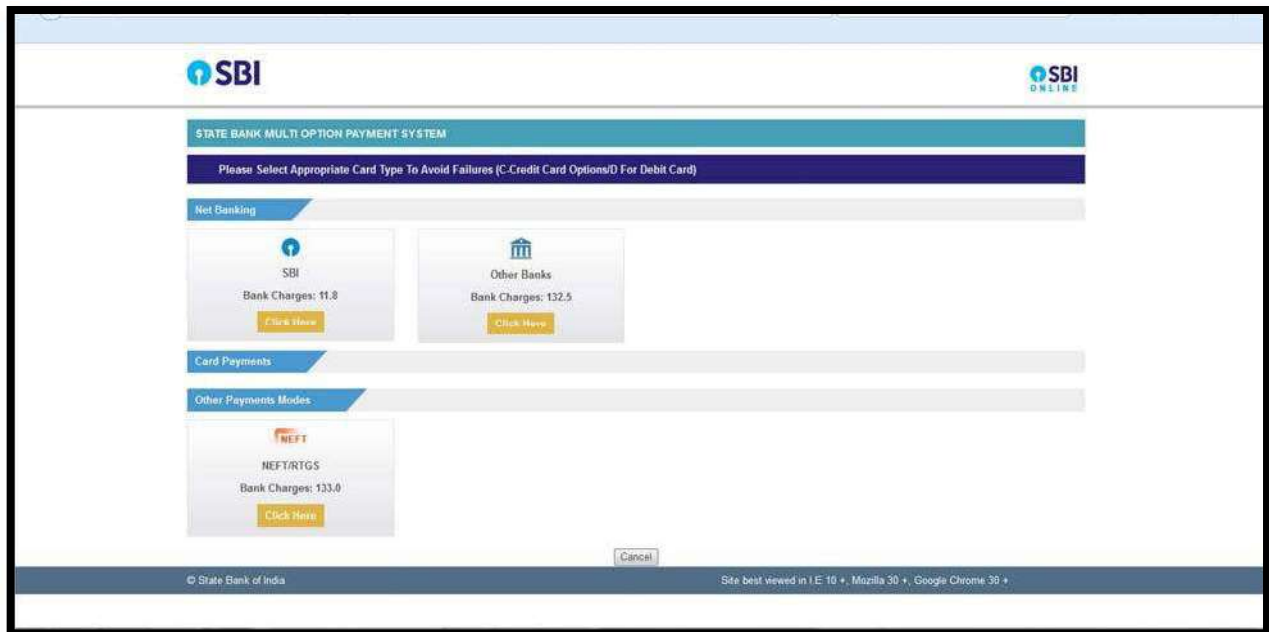 SBI
SBI
ONLINE
STATE BANK MULTI OPTION PAYMENT SYSTEM
Please Select Appropriate Card Type To Avoid Failures (C-Credit Card Options/D For Debit Card)
Net Banking
SBI
Bank Charges: 11.8
Click Here
Other Banks
Bank Charges: 132.5
Click Here
Card Payments
Other Payments Modes
NEFT
NEFT/RTGS
Bank Charges: 133.0
Click Here
Cancel
© State Bank of India
Site best viewed in I.E 10 +, Mozilla 30 +, Google Chrome 30 +